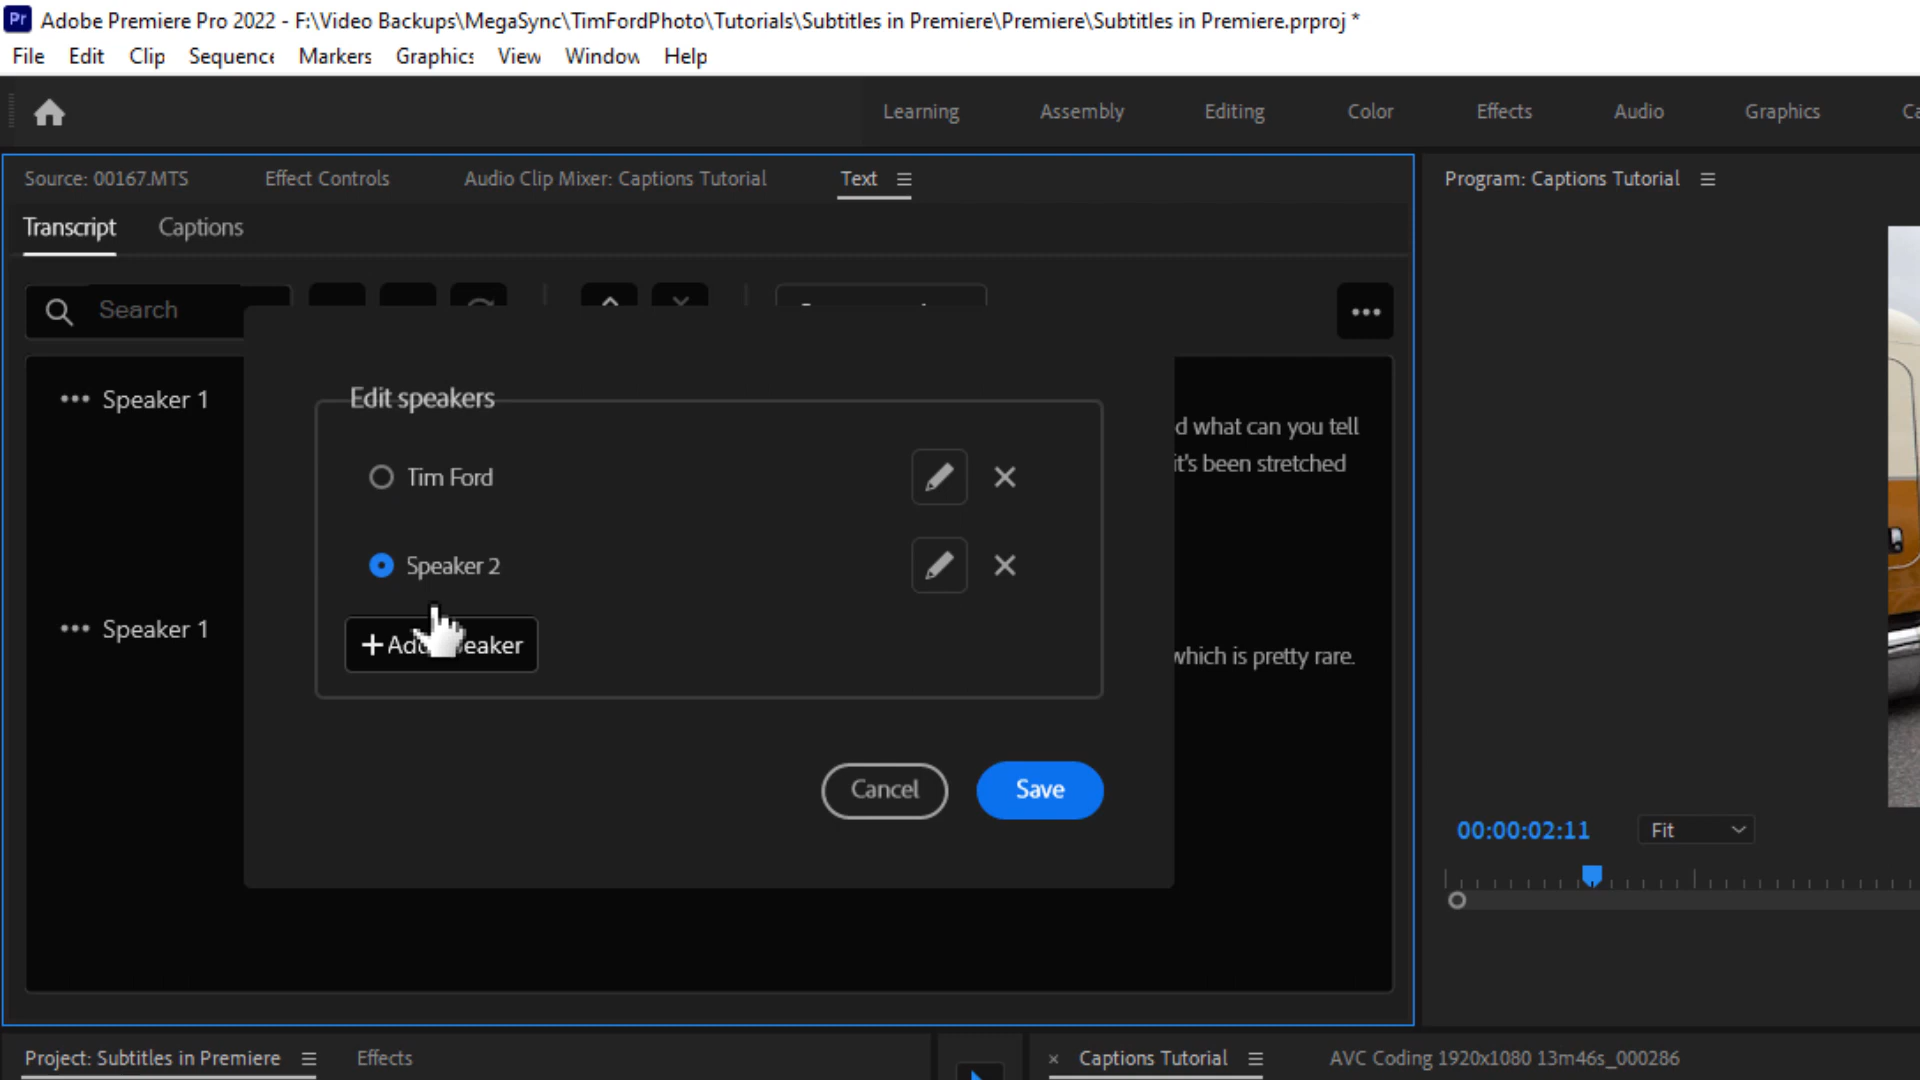 Pr Adobe Premiere Pro 2022 - F:\Video Backups\MegaSync\TimFordPhoto\Tutorials\Subtitles in Premiere\Premiere\Subtitles in Premiere.prproj *
File Edit Clip Sequence Markers Graphics View Window Help
Learning Assembly Editing Color Effects Audio Graphics Ca
Source: 00167.MTS Effect Controls Audio Clip Mixer: Captions Tutorial Text
Program: Captions Tutorial
Transcript Captions
Search
Speaker 1
d what can you tell
it's been stretched
Speaker 1
which is pretty rare.
Edit speakers
Tim Ford
Speaker 2
+ Add eaker
Cancel Save
00:00:02:11 Fit
Project: Subtitles in Premiere Effects
Captions Tutorial AVC Coding 1920x1080 13m46s_000286